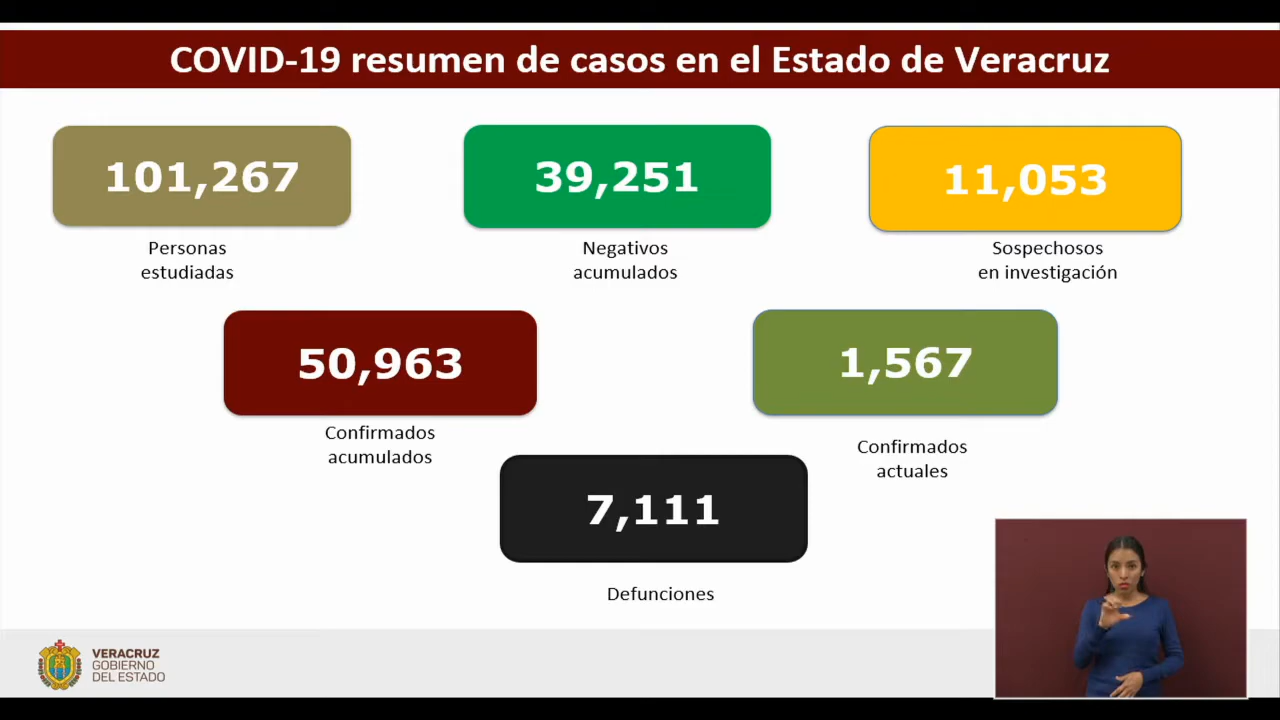 COVID-19 resumen de casos en el Estado de Veracruz
101,267
Personas
estudiadas
39,251
Negativos
acumulados
11,053
Sospechosos
en investigación
50,963
Confirmados
acumulados
1,567
Confirmados
actuales
7,111
Defunciones
VERACRUZ
GOBIERNO
DEL ESTADO